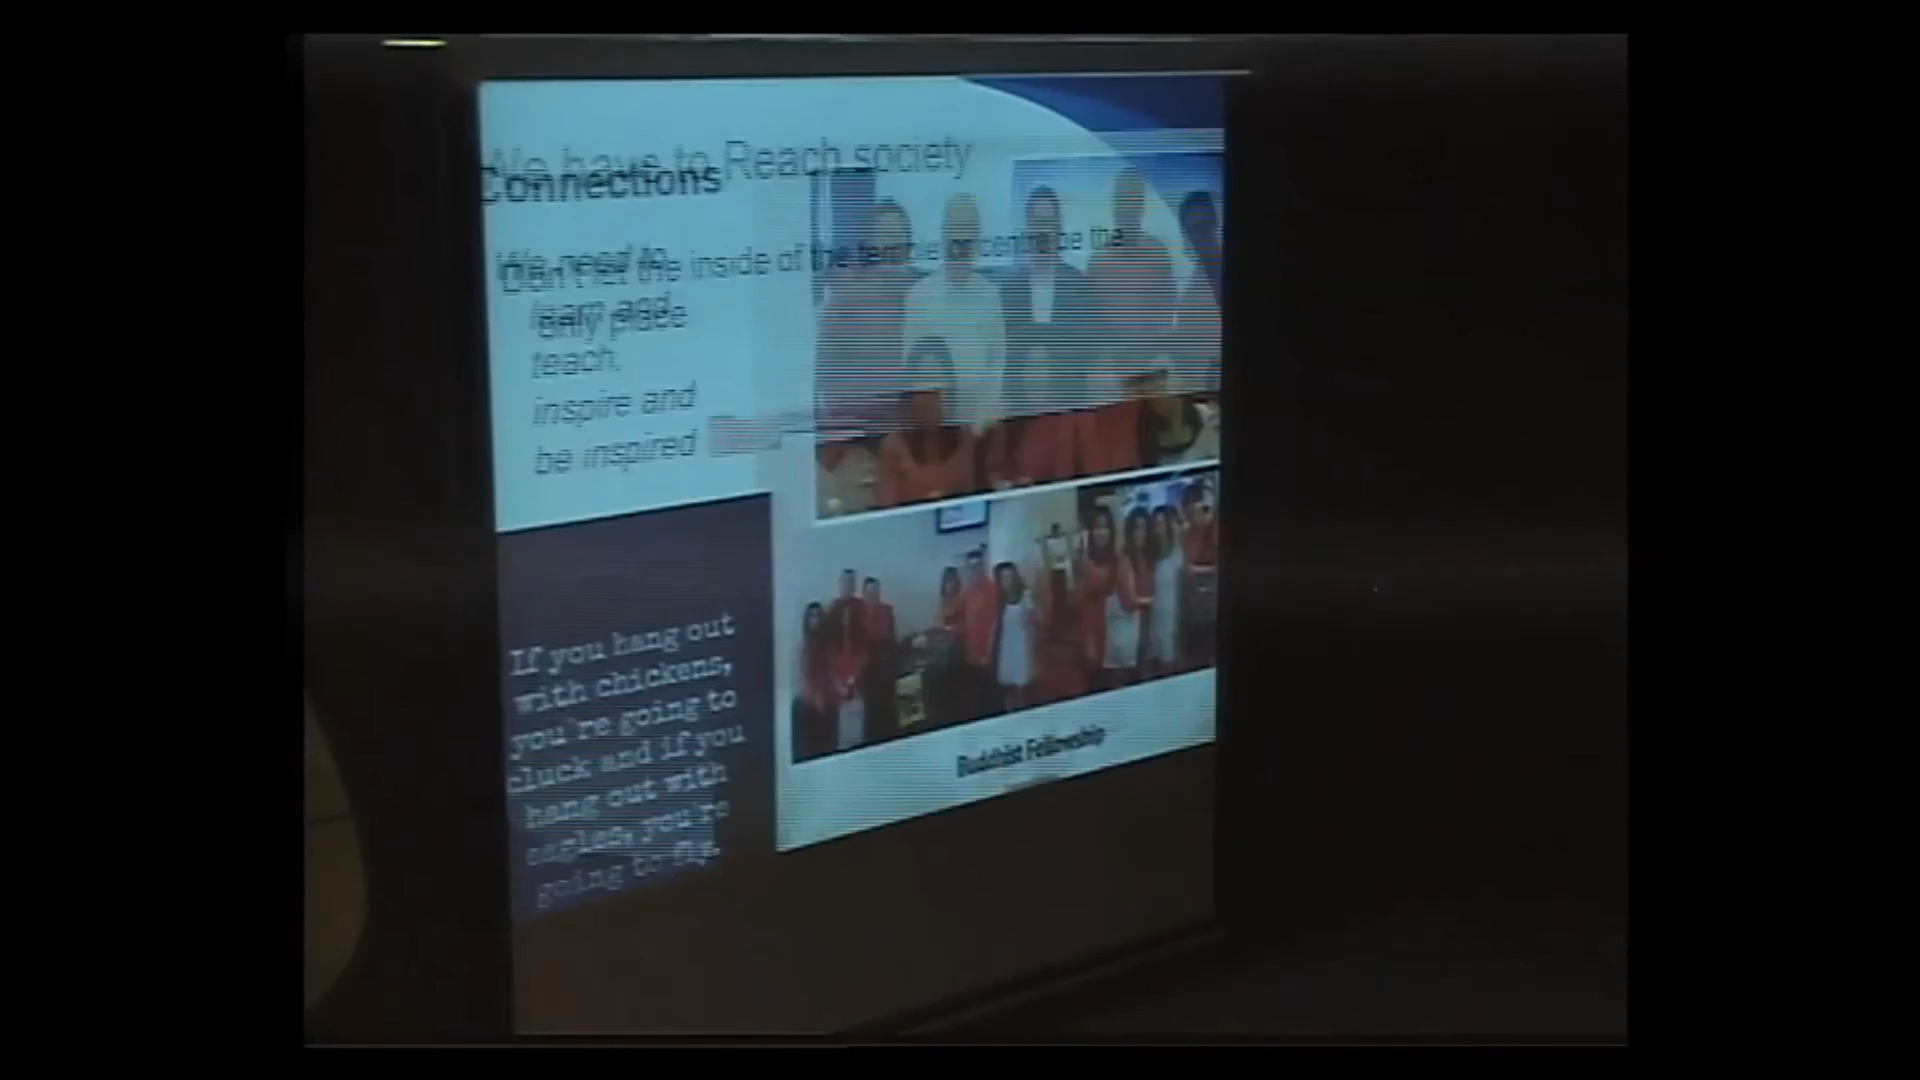 We have to Reach society
Connections
We need to
Don't let the inside of the temple or centre be the
learn and
only place
teach.
inspire and
be inspired
If you hang out
with chickens,
you're going to
cluck and if you
hang out with
eagles, you're
going to fly.
Buddhist Fellowship